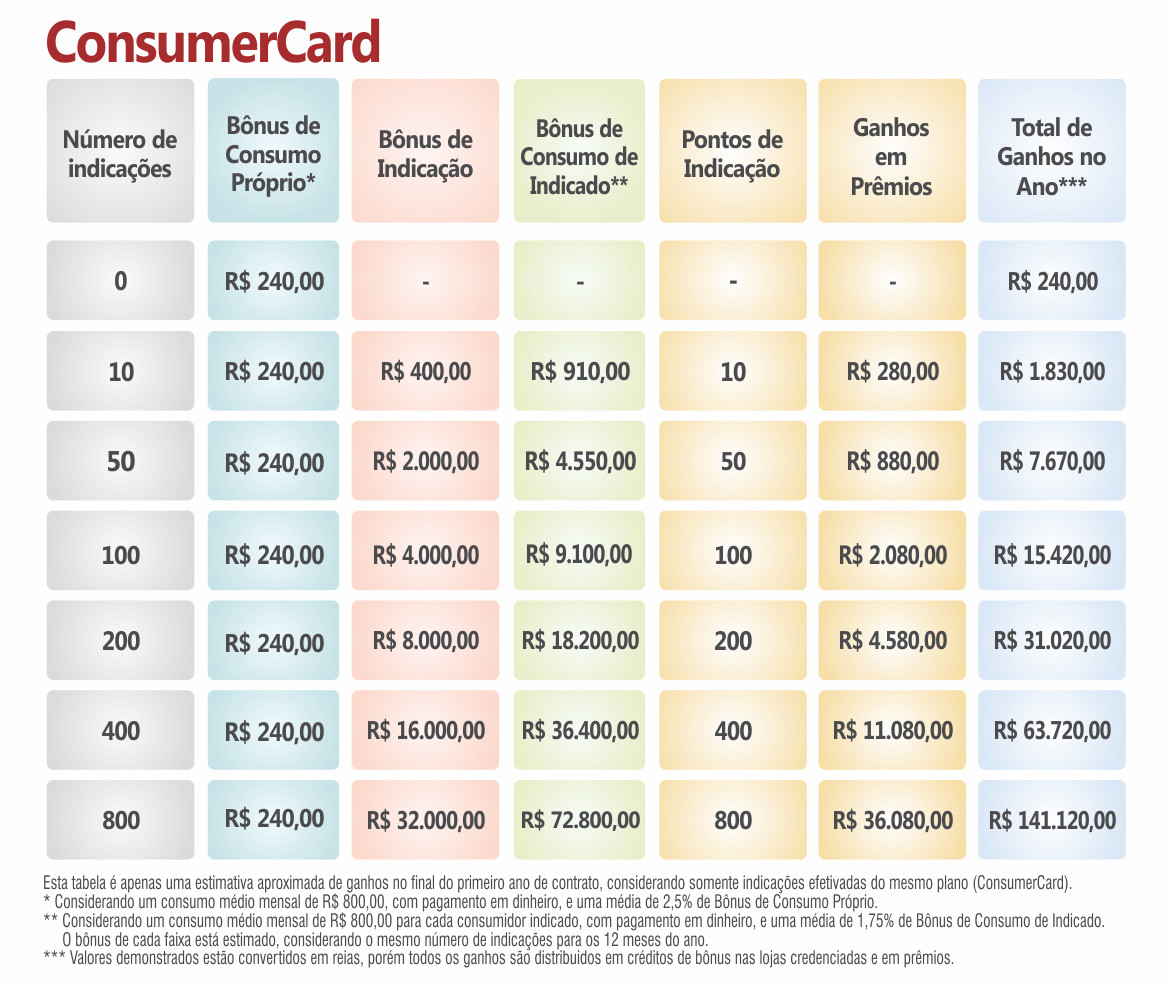 ConsumerCard
Número de indicações | Bônus de Consumo Próprio* | Bônus de Indicação | Bônus de Consumo de Indicado** | Pontos de Indicação | Ganhos em Prêmios | Total de Ganhos no Ano***
0 | R$ 240,00 | - | - | - | - | R$ 240,00
10 | R$ 240,00 | R$ 400,00 | R$ 910,00 | 10 | R$ 280,00 | R$ 1.830,00
50 | R$ 240,00 | R$ 2.000,00 | R$ 4.550,00 | 50 | R$ 880,00 | R$ 7.670,00
100 | R$ 240,00 | R$ 4.000,00 | R$ 9.100,00 | 100 | R$ 2.080,00 | R$ 15.420,00
200 | R$ 240,00 | R$ 8.000,00 | R$ 18.200,00 | 200 | R$ 4.580,00 | R$ 31.020,00
400 | R$ 240,00 | R$ 16.000,00 | R$ 36.400,00 | 400 | R$ 11.080,00 | R$ 63.720,00
800 | R$ 240,00 | R$ 32.000,00 | R$ 72.800,00 | 800 | R$ 36.080,00 | R$ 141.120,00
Esta tabela é apenas uma estimativa aproximada de ganhos no final do primeiro ano de contrato, considerando somente indicações efetivadas do mesmo plano (ConsumerCard).
* Considerando um consumo médio mensal de R$ 800,00, com pagamento em dinheiro, e uma média de 2,5% de Bônus de Consumo Próprio.
** Considerando um consumo médio mensal de R$ 800,00 para cada consumidor indicado, com pagamento em dinheiro, e uma média de 1,75% de Bônus de Consumo de Indicado.
O bônus de cada faixa está estimado, considerando o mesmo número de indicações para os 12 meses do ano.
*** Valores demonstrados estão convertidos em reias, porém todos os ganhos são distribuidos em créditos de bônus nas lojas credenciadas e em prêmios.